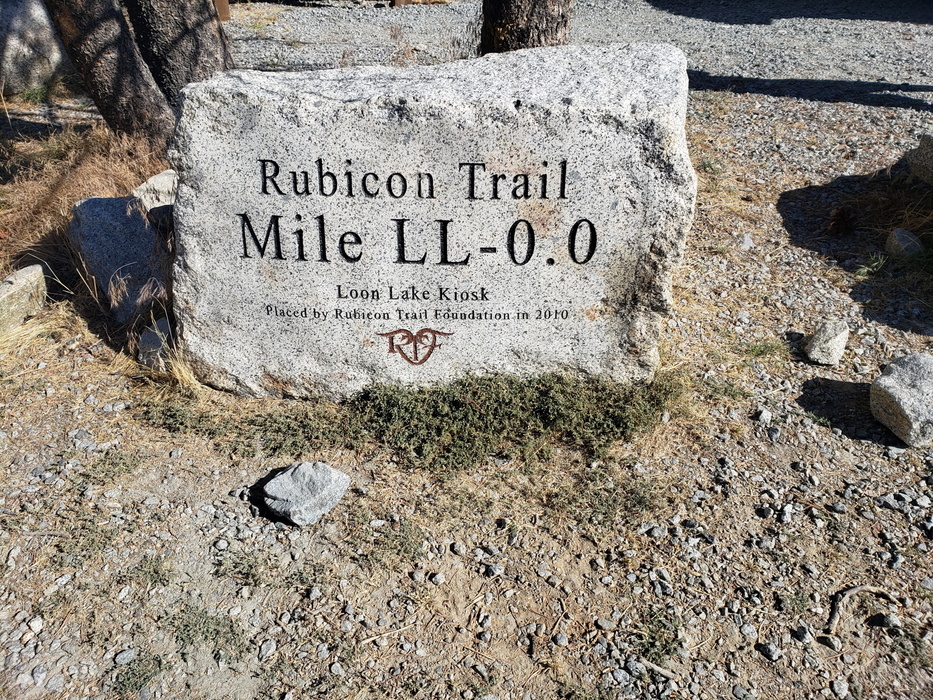 Rubicon Trail
Mile LL-0.0
Loon Lake Kiosk
Placed by Rubicon Trail Foundation in 2010
RTF